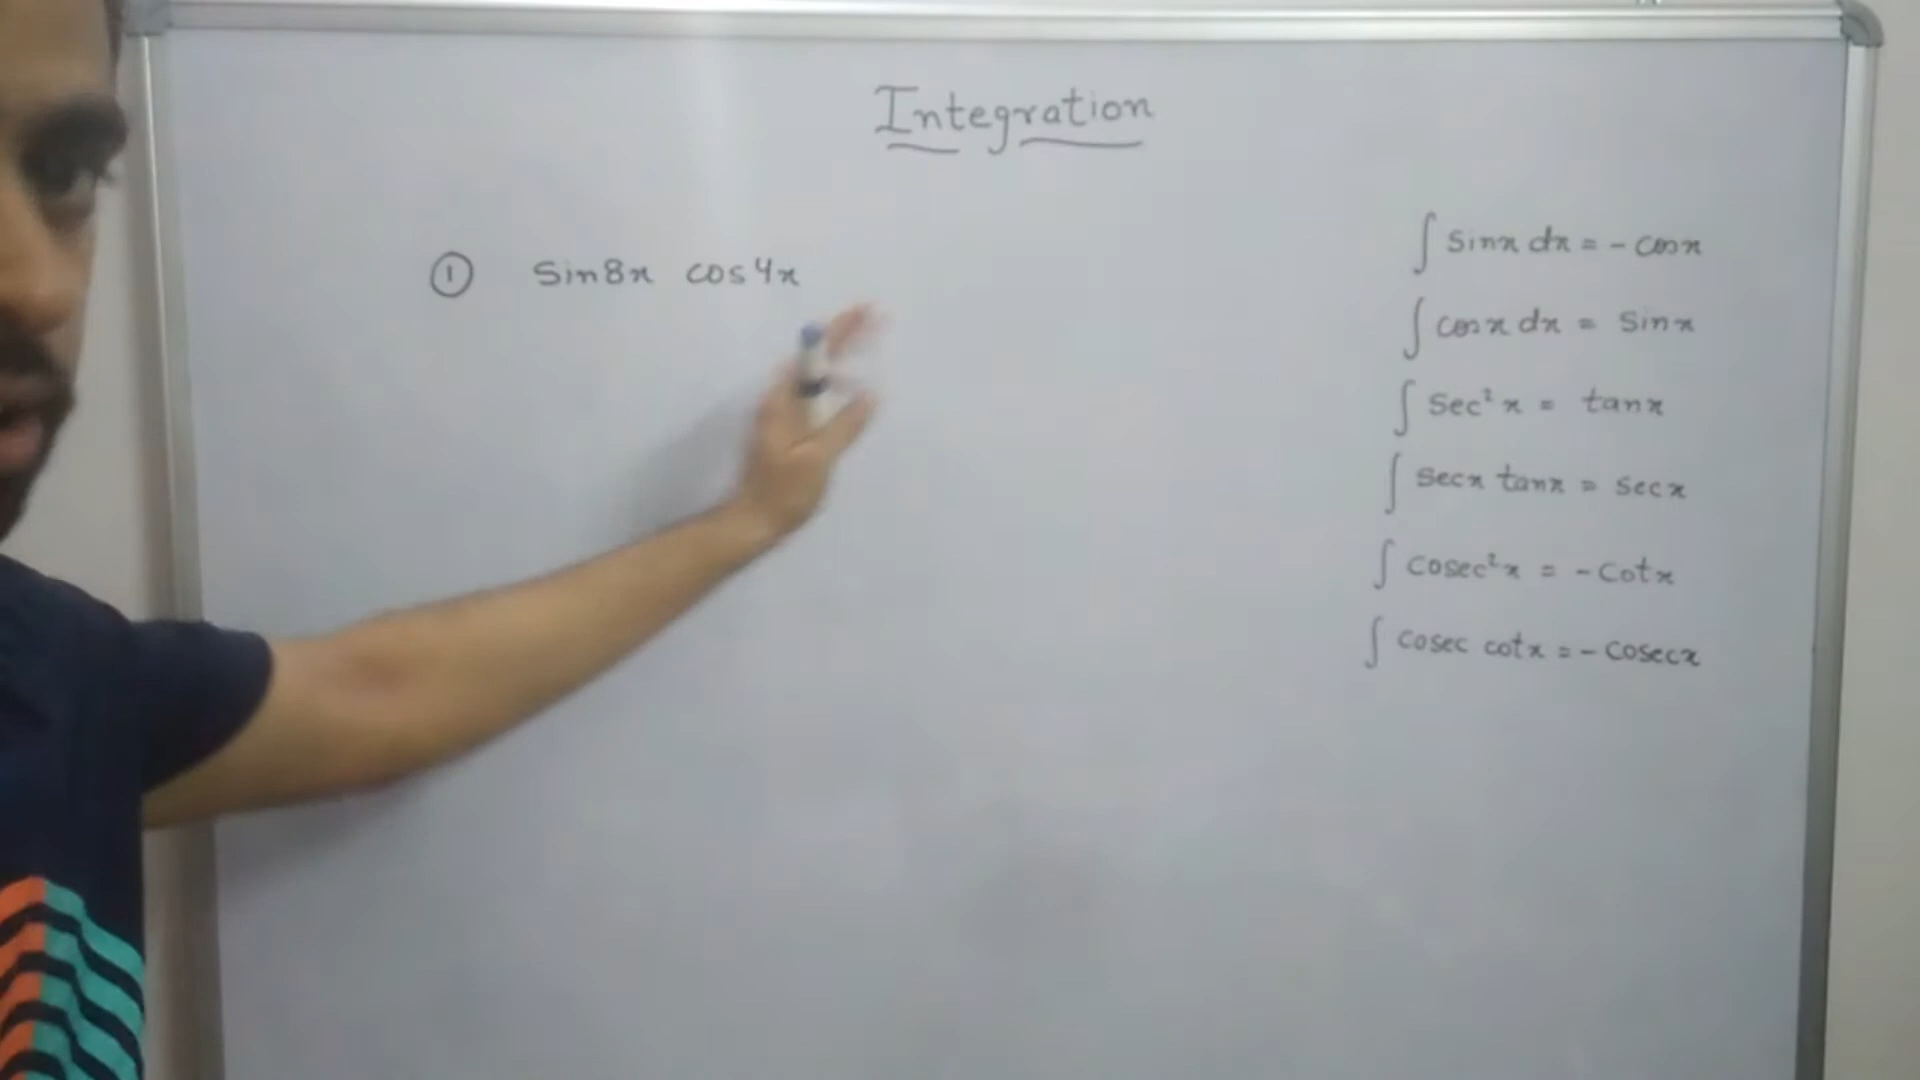 Integration
① Sin8x cos4x
∫ Sinx dx = - cosx
∫ cosx dx = Sinx
∫ Sec²x = tanx
∫ Secx tanx = Secx
∫ Cosec²x = -Cotx
∫ Cosec cotx = - Cosecx